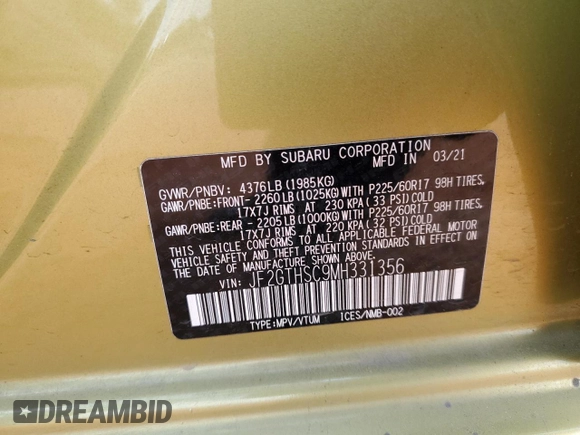 MFD BY SUBARU CORPORATION
MFD IN 03/21
GVWR/PNBV: 4376LB(1985KG)
GAWR/PNBE:FRONT-2260LB(1025KG)WITH P225/60R17 98H TIRES,
17X7J RIMS AT 230 KPA(33 PSI)COLD
GAWR/PNBE:REAR -2205LB(1000KG)WITH P225/60R17 98H TIRES,
17X7J RIMS AT 220 KPA(32 PSI)COLD
THIS VEHICLE CONFORMS TO ALL APPLICABLE FEDERAL MOTOR
VEHICLE SAFETY AND BUMPER STANDARDS IN EFFECT ON
THE DATE OF MANUFACTURE SHOWN ABOVE.
VIN: JF2GTHSC9MH331356
TYPE:MPV/VTUM ICES/NMB-002
DREAMBID